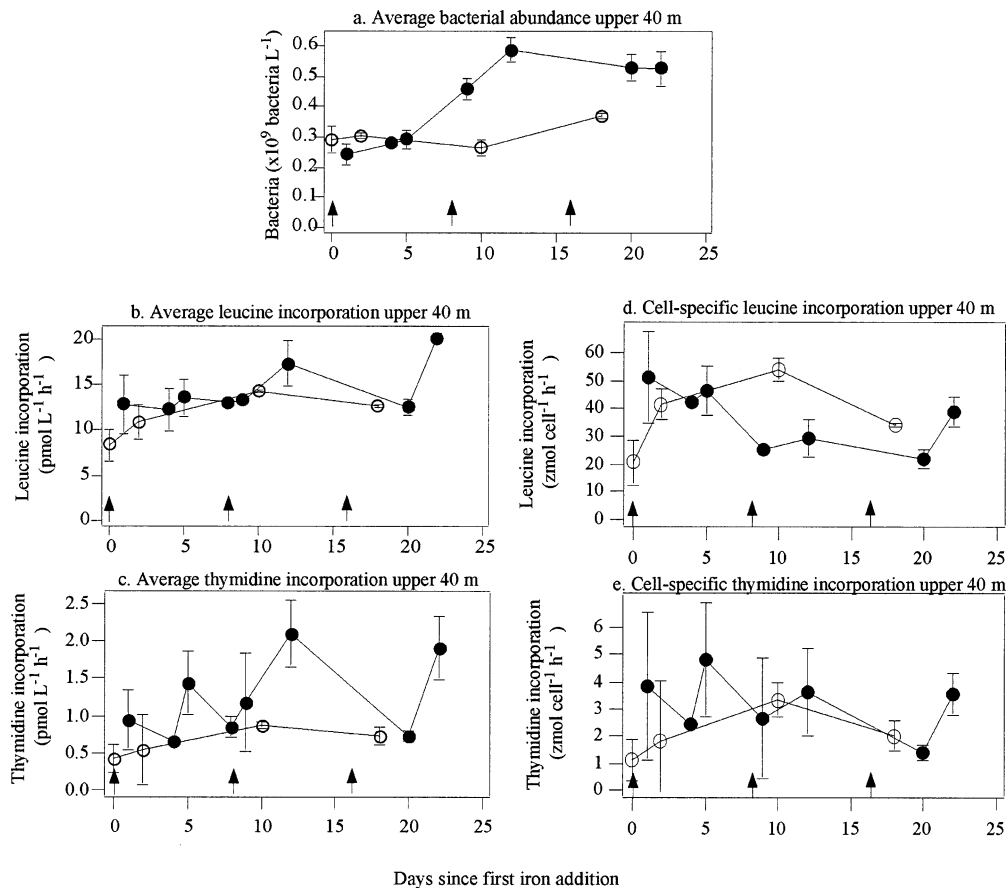 a. Average bacterial abundance upper 40 m
Bacteria (x10⁹ bacteria L⁻¹)
0.6
0.5
0.4
0.3
0.2
0.1
0.0
0 5 10 15 20 25
b. Average leucine incorporation upper 40 m
Leucine incorporation
(pmol L⁻¹ h⁻¹ )
20
15
10
5
0
0 5 10 15 20 25
d. Cell-specific leucine incorporation upper 40 m
Leucine incorporation
(zmol cell⁻¹ h⁻¹ )
60
50
40
30
20
10
0
0 5 10 15 20 25
c. Average thymidine incorporation upper 40 m
Thymidine incorporation
(pmol L⁻¹ h⁻¹ )
2.5
2.0
1.5
1.0
0.5
0.0
0 5 10 15 20 25
e. Cell-specific thymidine incorporation upper 40 m
Thymidine incorporation
(zmol cell⁻¹ h⁻¹ )
6
5
4
3
2
1
0
0 5 10 15 20 25
Days since first iron addition